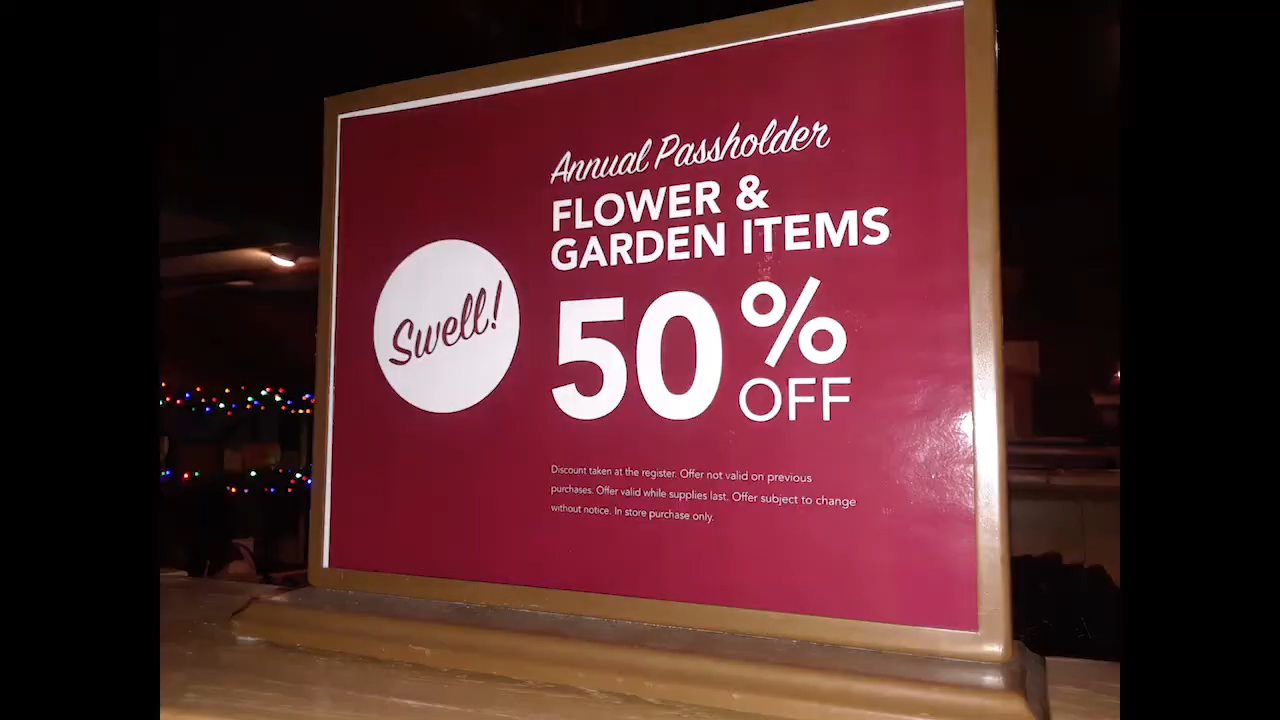 Swell!
Annual Passholder
FLOWER &
GARDEN ITEMS
50%
OFF
Discount taken at the register. Offer not valid on previous
purchases. Offer valid while supplies last. Offer subject to change
without notice. In store purchase only.